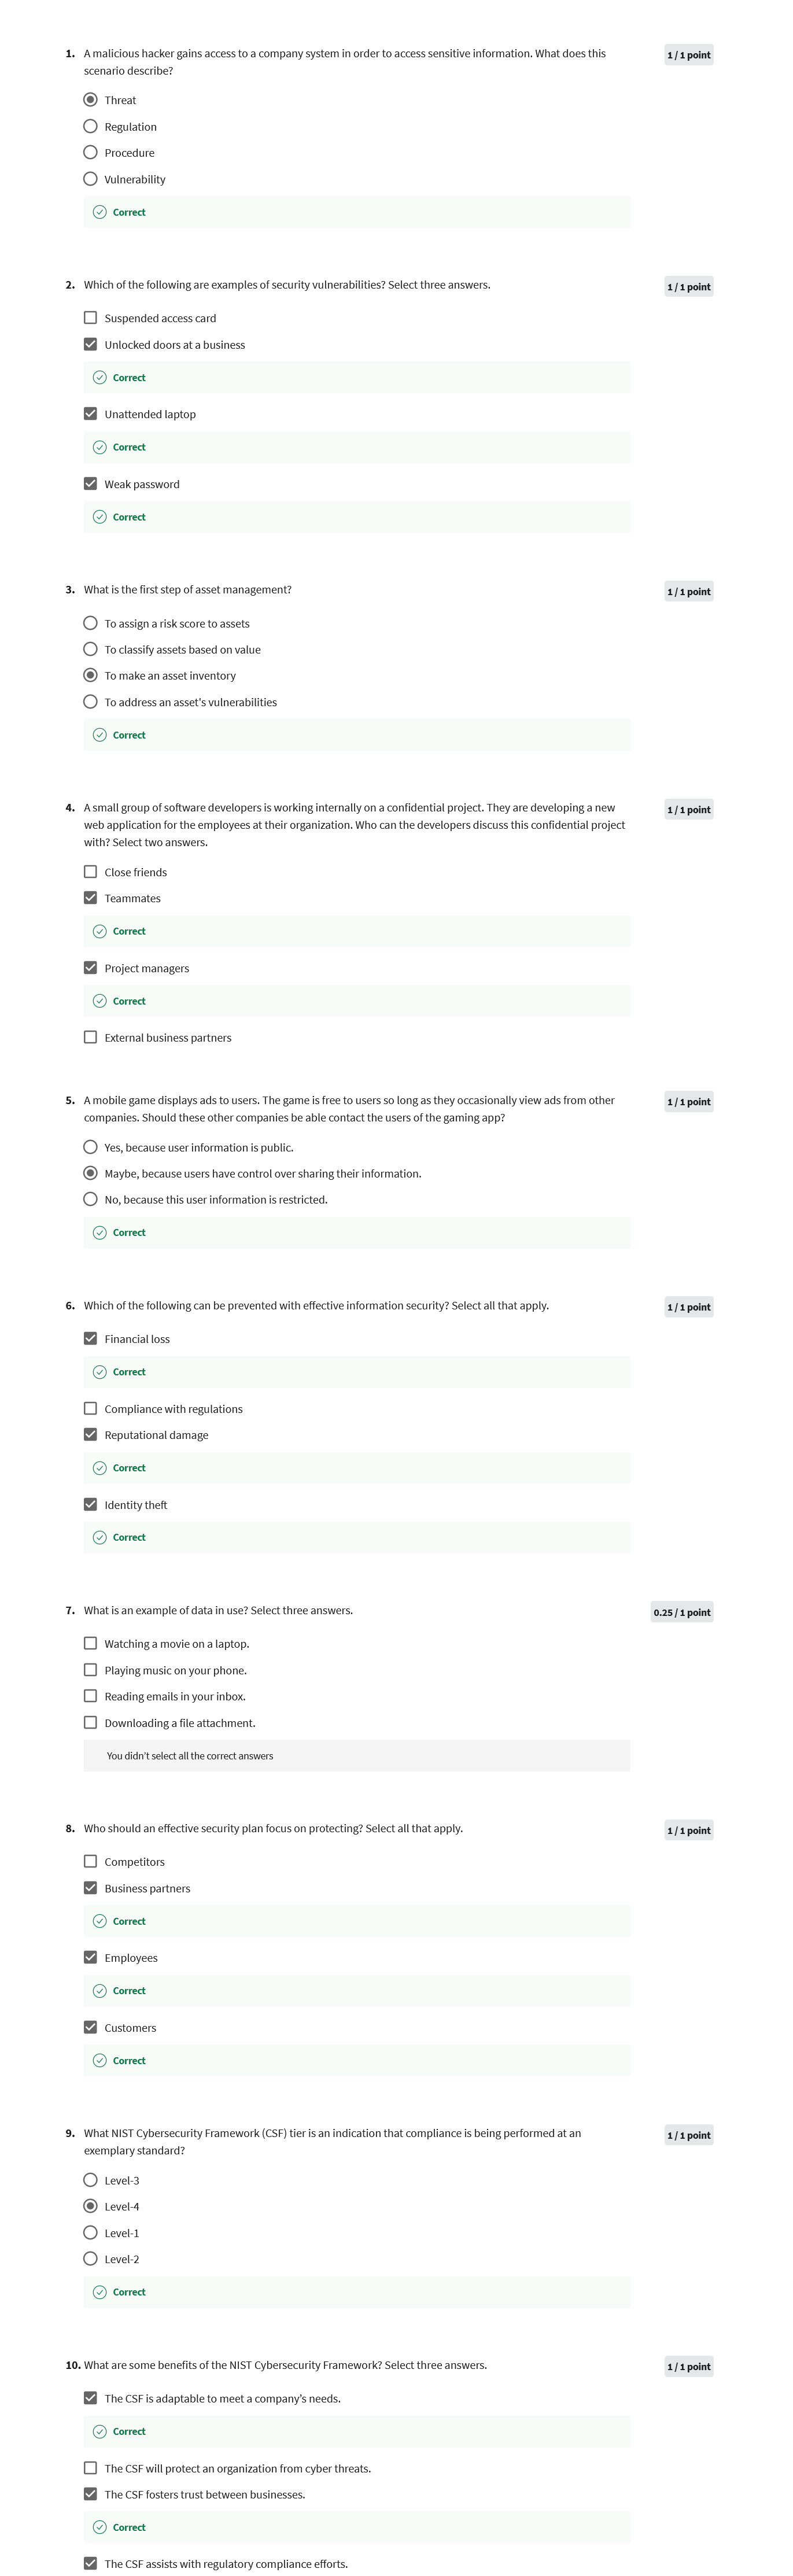 1. A malicious hacker gains access to a company system in order to access sensitive information. What does this
scenario describe?
1 / 1 point
Threat
Regulation
Procedure
Vulnerability
Correct
2. Which of the following are examples of security vulnerabilities? Select three answers.
1 / 1 point
Suspended access card
Unlocked doors at a business
Correct
Unattended laptop
Correct
Weak password
Correct
3. What is the first step of asset management?
1 / 1 point
To assign a risk score to assets
To classify assets based on value
To make an asset inventory
To address an asset's vulnerabilities
Correct
4. A small group of software developers is working internally on a confidential project. They are developing a new
web application for the employees at their organization. Who can the developers discuss this confidential project
with? Select two answers.
1 / 1 point
Close friends
Teammates
Correct
Project managers
Correct
External business partners
5. A mobile game displays ads to users. The game is free to users so long as they occasionally view ads from other
companies. Should these other companies be able contact the users of the gaming app?
1 / 1 point
Yes, because user information is public.
Maybe, because users have control over sharing their information.
No, because this user information is restricted.
Correct
6. Which of the following can be prevented with effective information security? Select all that apply.
1 / 1 point
Financial loss
Correct
Compliance with regulations
Reputational damage
Correct
Identity theft
Correct
7. What is an example of data in use? Select three answers.
0.25 / 1 point
Watching a movie on a laptop.
Playing music on your phone.
Reading emails in your inbox.
Downloading a file attachment.
You didn’t select all the correct answers
8. Who should an effective security plan focus on protecting? Select all that apply.
1 / 1 point
Competitors
Business partners
Correct
Employees
Correct
Customers
Correct
9. What NIST Cybersecurity Framework (CSF) tier is an indication that compliance is being performed at an
exemplary standard?
1 / 1 point
Level-3
Level-4
Level-1
Level-2
Correct
10. What are some benefits of the NIST Cybersecurity Framework? Select three answers.
1 / 1 point
The CSF is adaptable to meet a company’s needs.
Correct
The CSF will protect an organization from cyber threats.
The CSF fosters trust between businesses.
Correct
The CSF assists with regulatory compliance efforts.